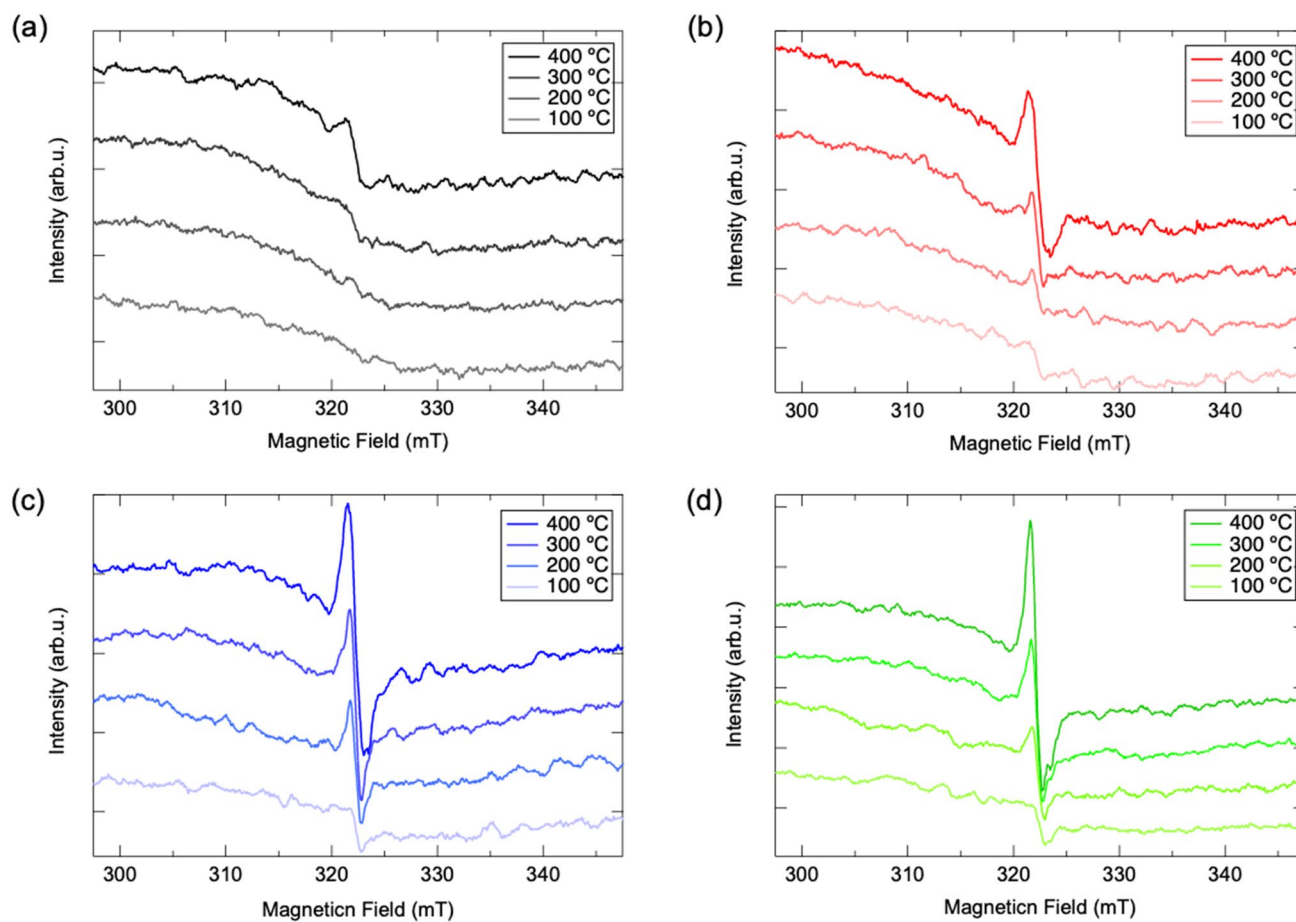 (a)
400 ºC
300 ºC
200 ºC
100 ºC
Intensity (arb.u.)
300 310 320 330 340
Magnetic Field (mT)
(b)
400 ºC
300 ºC
200 ºC
100 ºC
Intensity (arb.u.)
300 310 320 330 340
Magnetic Field (mT)
(c)
400 ºC
300 ºC
200 ºC
100 ºC
Intensity (arb.u.)
300 310 320 330 340
Magneticn Field (mT)
(d)
400 ºC
300 ºC
200 ºC
100 ºC
Intensity (arb.u.)
300 310 320 330 340
Magneticn Field (mT)